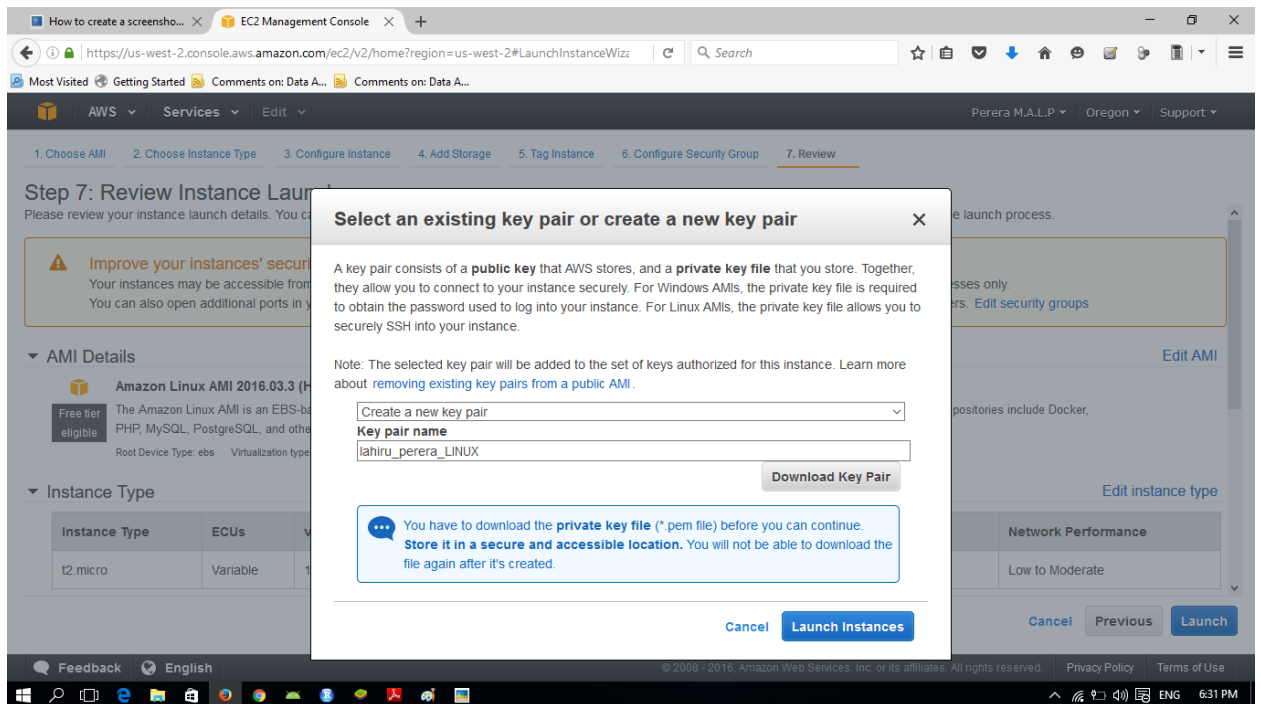 How to create a screensho...
EC2 Management Console
https://us-west-2.console.aws.amazon.com/ec2/v2/home?region=us-west-2#LaunchInstanceWiza
Search
Most Visited
Getting Started
Comments on: Data A...
Comments on: Data A...
AWS
Services
Edit
Perera M.A.L.P
Oregon
Support
1. Choose AMI
2. Choose Instance Type
3. Configure Instance
4. Add Storage
5. Tag Instance
6. Configure Security Group
7. Review
Step 7: Review Instance Laun
Please review your instance launch details. You ca
e launch process.
Improve your instances' securi
Your instances may be accessible from
sses only.
You can also open additional ports in y
ers. Edit security groups
AMI Details
Edit AMI
Amazon Linux AMI 2016.03.3 (H
Free tier
eligible
The Amazon Linux AMI is an EBS-ba
positories include Docker,
PHP, MySQL, PostgreSQL, and othe
Root Device Type: ebs
Virtualization type
Instance Type
Edit instance type
Instance Type
ECUs
v
Network Performance
t2.micro
Variable
1
Low to Moderate
Select an existing key pair or create a new key pair
A key pair consists of a public key that AWS stores, and a private key file that you store. Together,
they allow you to connect to your instance securely. For Windows AMIs, the private key file is required
to obtain the password used to log into your instance. For Linux AMIs, the private key file allows you to
securely SSH into your instance.
Note: The selected key pair will be added to the set of keys authorized for this instance. Learn more
about removing existing key pairs from a public AMI.
Create a new key pair
Key pair name
lahiru_perera_LINUX
Download Key Pair
You have to download the private key file (*.pem file) before you can continue.
Store it in a secure and accessible location. You will not be able to download the
file again after it's created.
Cancel
Launch Instances
Cancel
Previous
Launch
Feedback
English
© 2008 - 2016, Amazon Web Services, Inc. or its affiliates. All rights reserved.
Privacy Policy
Terms of Use
ENG
6:31 PM